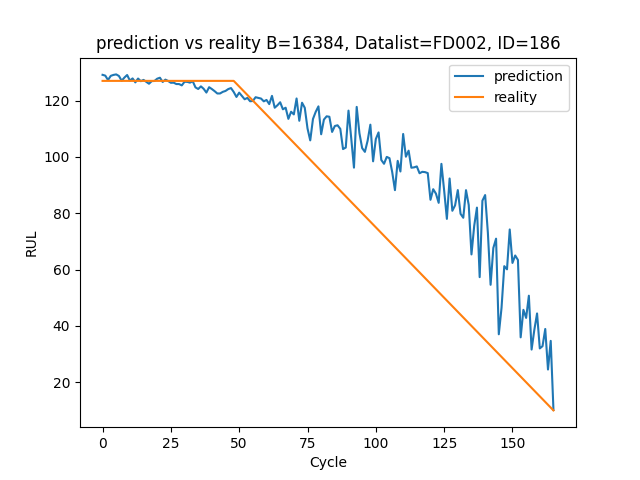 prediction vs reality B=16384, Datalist=FD002, ID=186
prediction
reality
RUL
120
100
80
60
40
20
0 25 50 75 100 125 150
Cycle